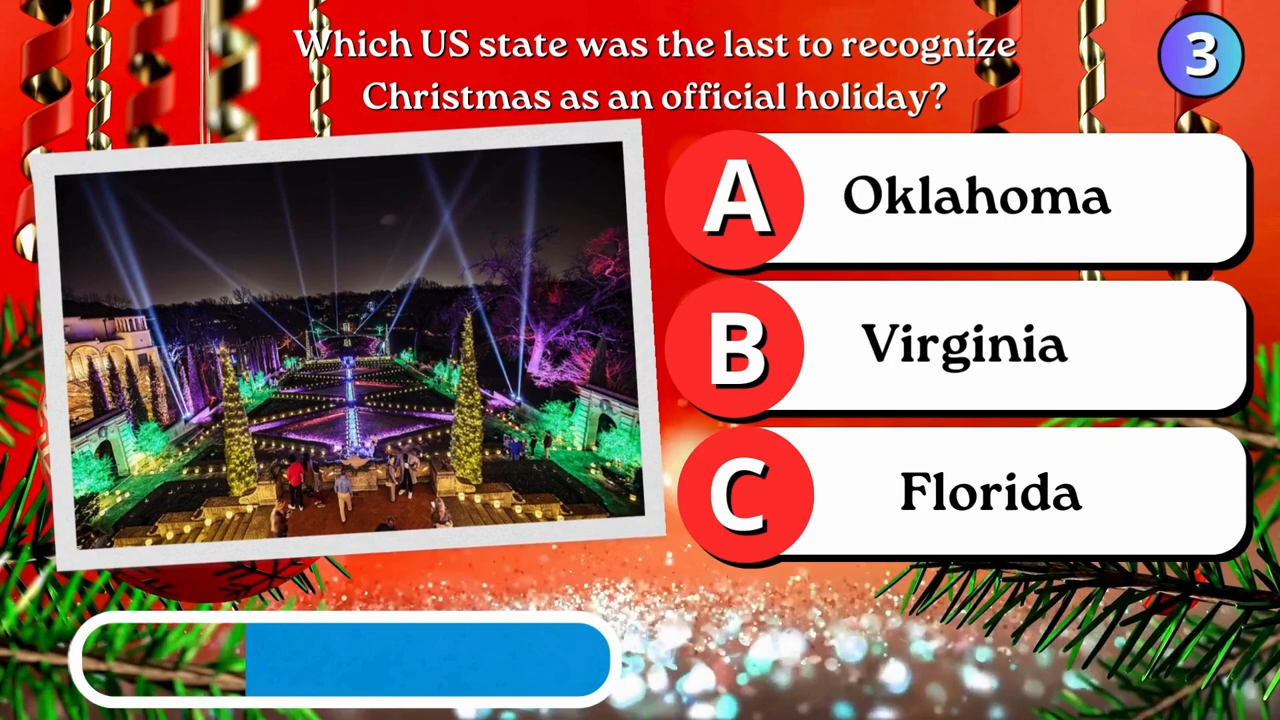 Which US state was the last to recognize
Christmas as an official holiday?
3
A Oklahoma
B Virginia
C Florida